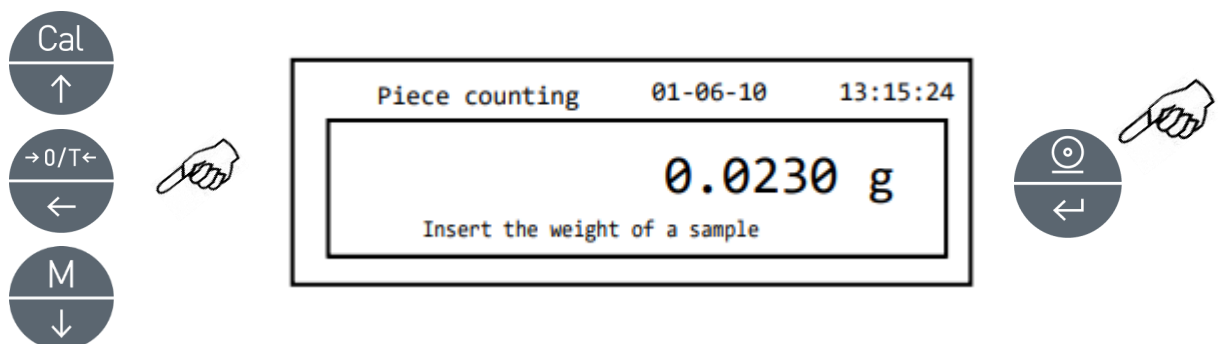 Cal
Piece counting 01-06-10 13:15:24
→0/T←
0.0230 g
Insert the weight of a sample
M